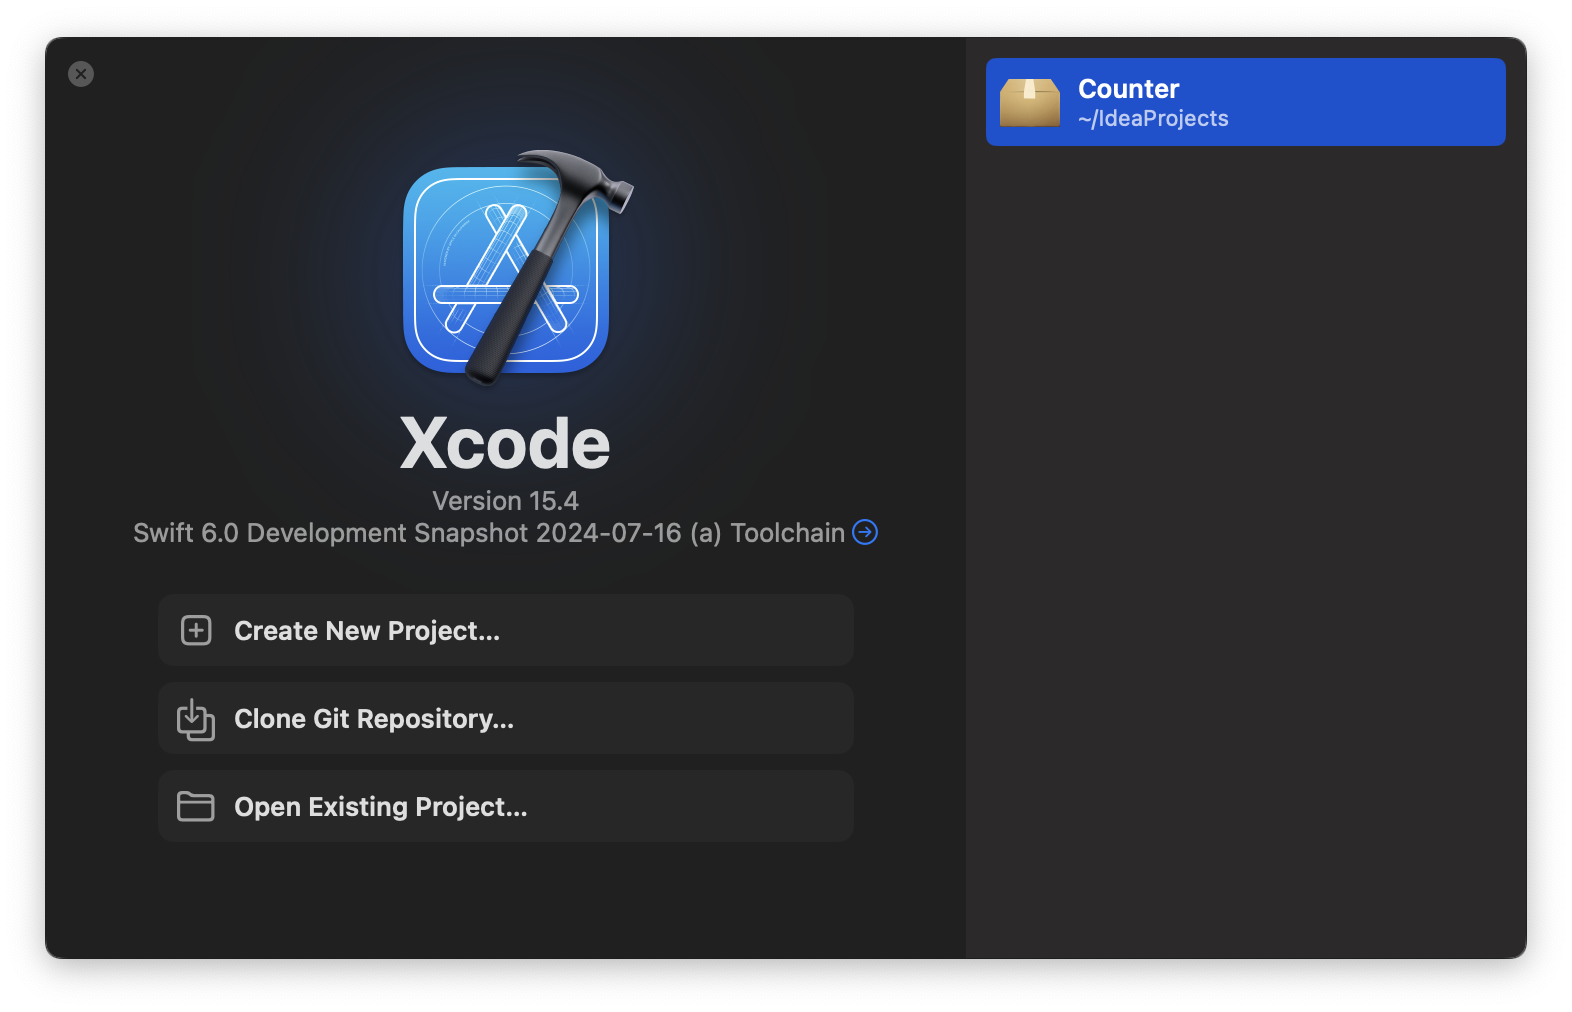 Xcode
Version 15.4
Swift 6.0 Development Snapshot 2024-07-16 (a) Toolchain
Create New Project...
Clone Git Repository...
Open Existing Project...
Counter
~/IdeaProjects